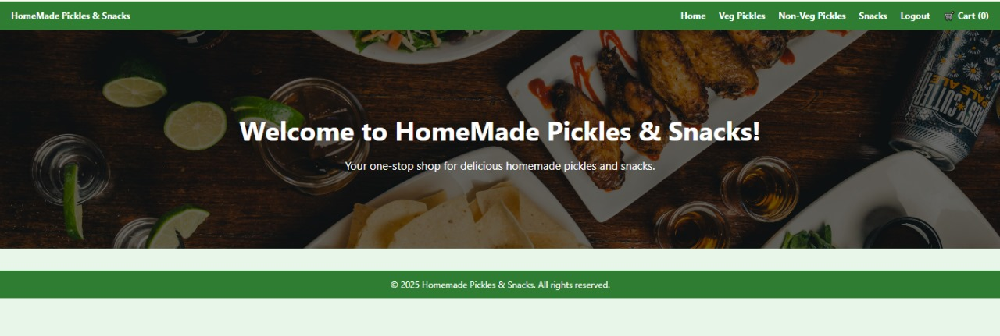 HomeMade Pickles & Snacks
Home Veg Pickles Non-Veg Pickles Snacks Logout Cart (0)
PALE ALE
Welcome to HomeMade Pickles & Snacks!
Your one-stop shop for delicious homemade pickles and snacks.
© 2025 Homemade Pickles & Snacks. All rights reserved.